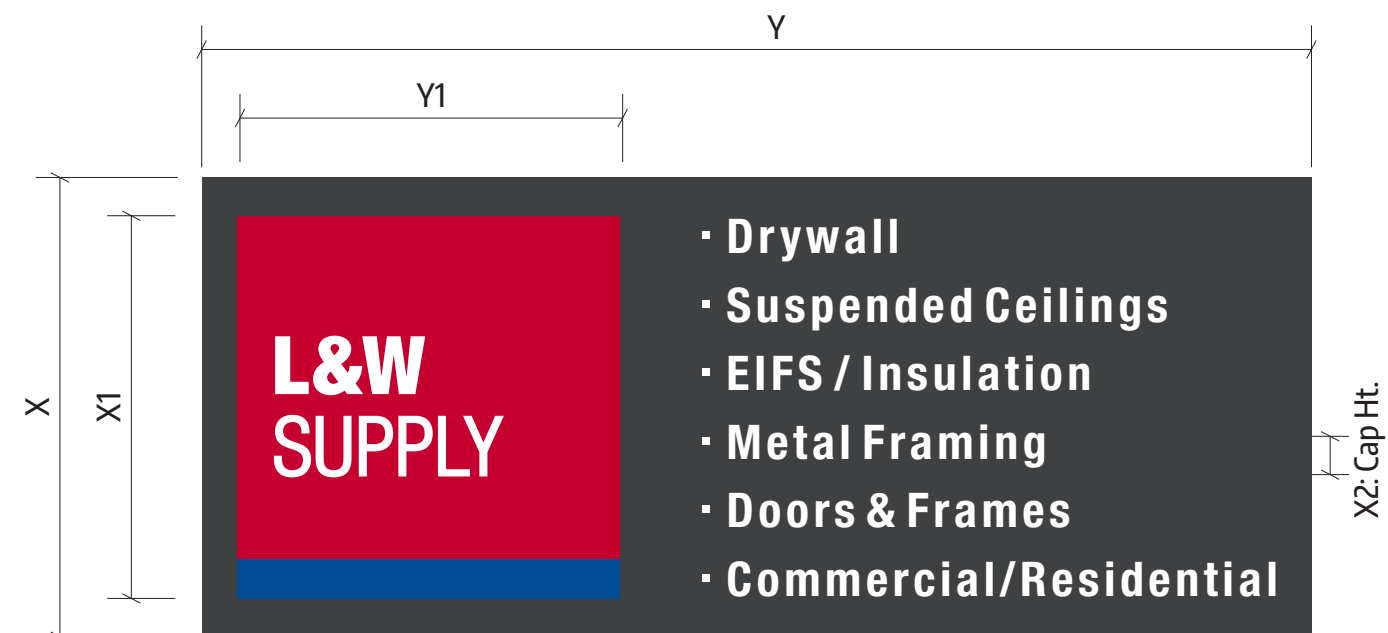 Y
Y1
X
X1
L&W
SUPPLY
· Drywall
· Suspended Ceilings
· EIFS / Insulation
· Metal Framing
· Doors & Frames
· Commercial/Residential
X2: Cap Ht.